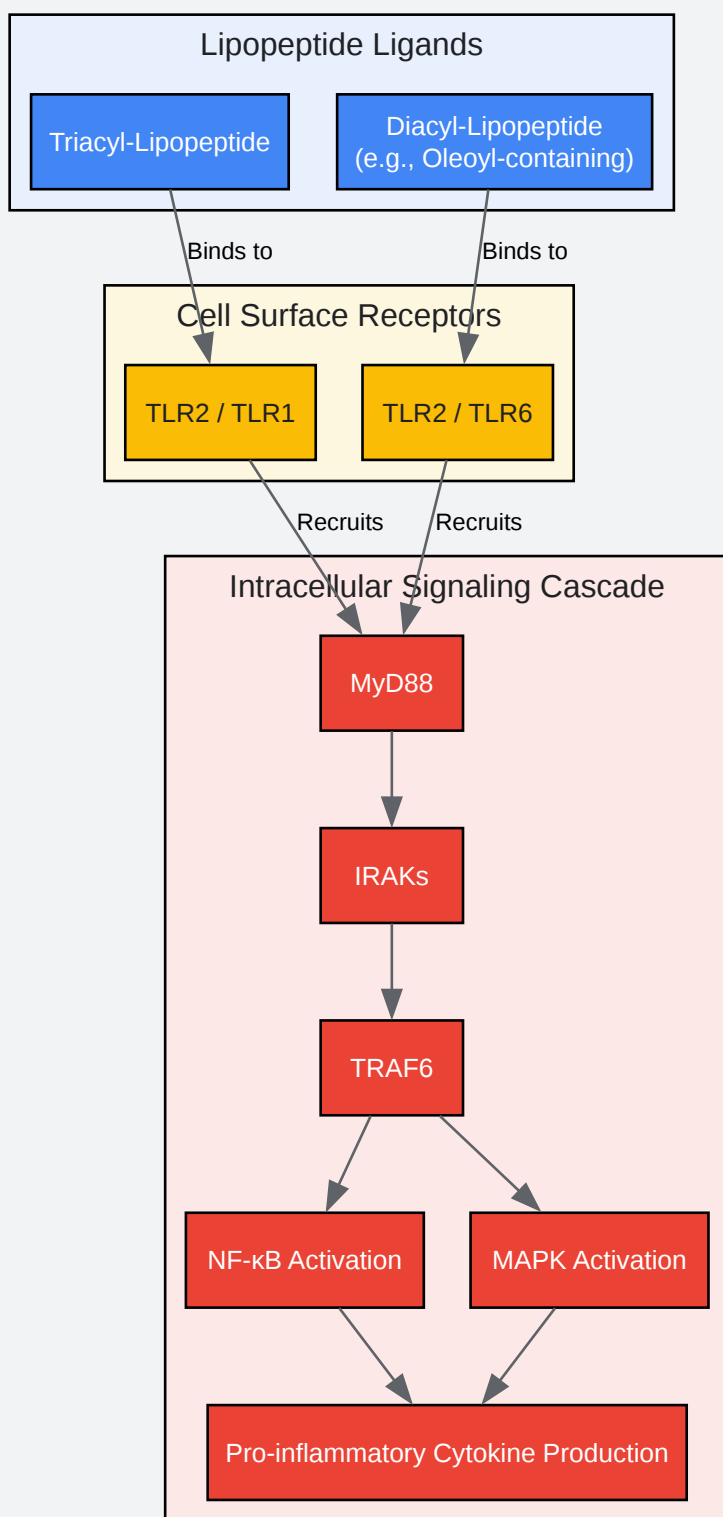 Lipopeptide Ligands
Triacyl-Lipopeptide
Diacyl-Lipopeptide
(e.g., Oleoyl-containing)
Binds to
Binds to
Cell Surface Receptors
TLR2 / TLR1
TLR2 / TLR6
Recruits
Recruits
Intracellular Signaling Cascade
MyD88
IRAKs
TRAF6
NF-κB Activation
MAPK Activation
Pro-inflammatory Cytokine Production